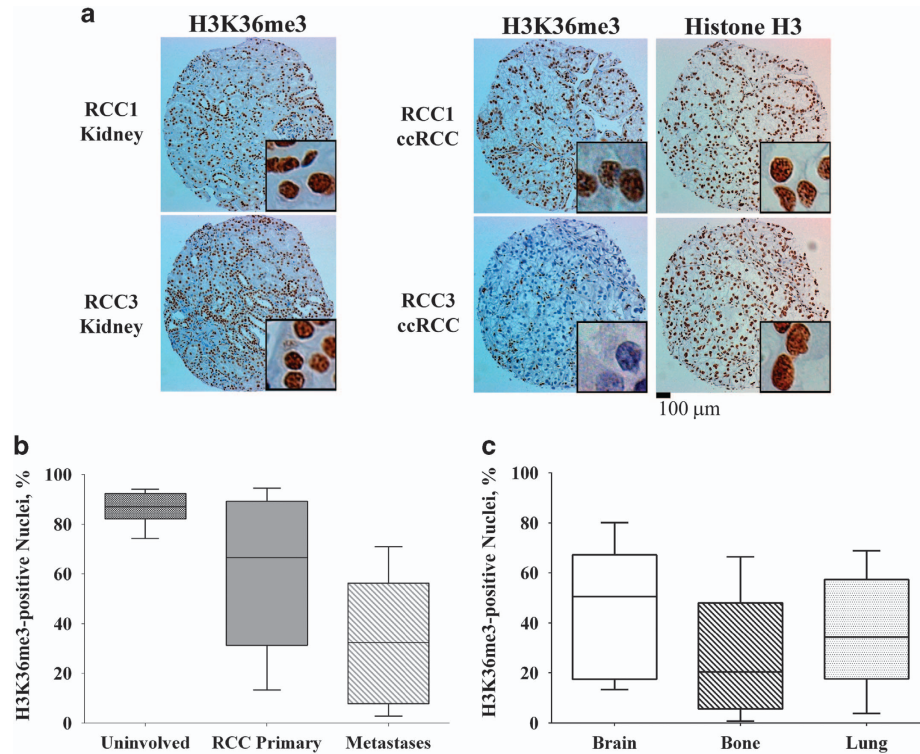 a
H3K36me3
H3K36me3
Histone H3
RCC1
Kidney
RCC1
ccRCC
RCC3
Kidney
RCC3
ccRCC
100 μm
b
H3K36me3-positive Nuclei, %
100
80
60
40
20
0
Uninvolved
RCC Primary
Metastases
c
H3K36me3-positive Nuclei, %
100
80
60
40
20
0
Brain
Bone
Lung